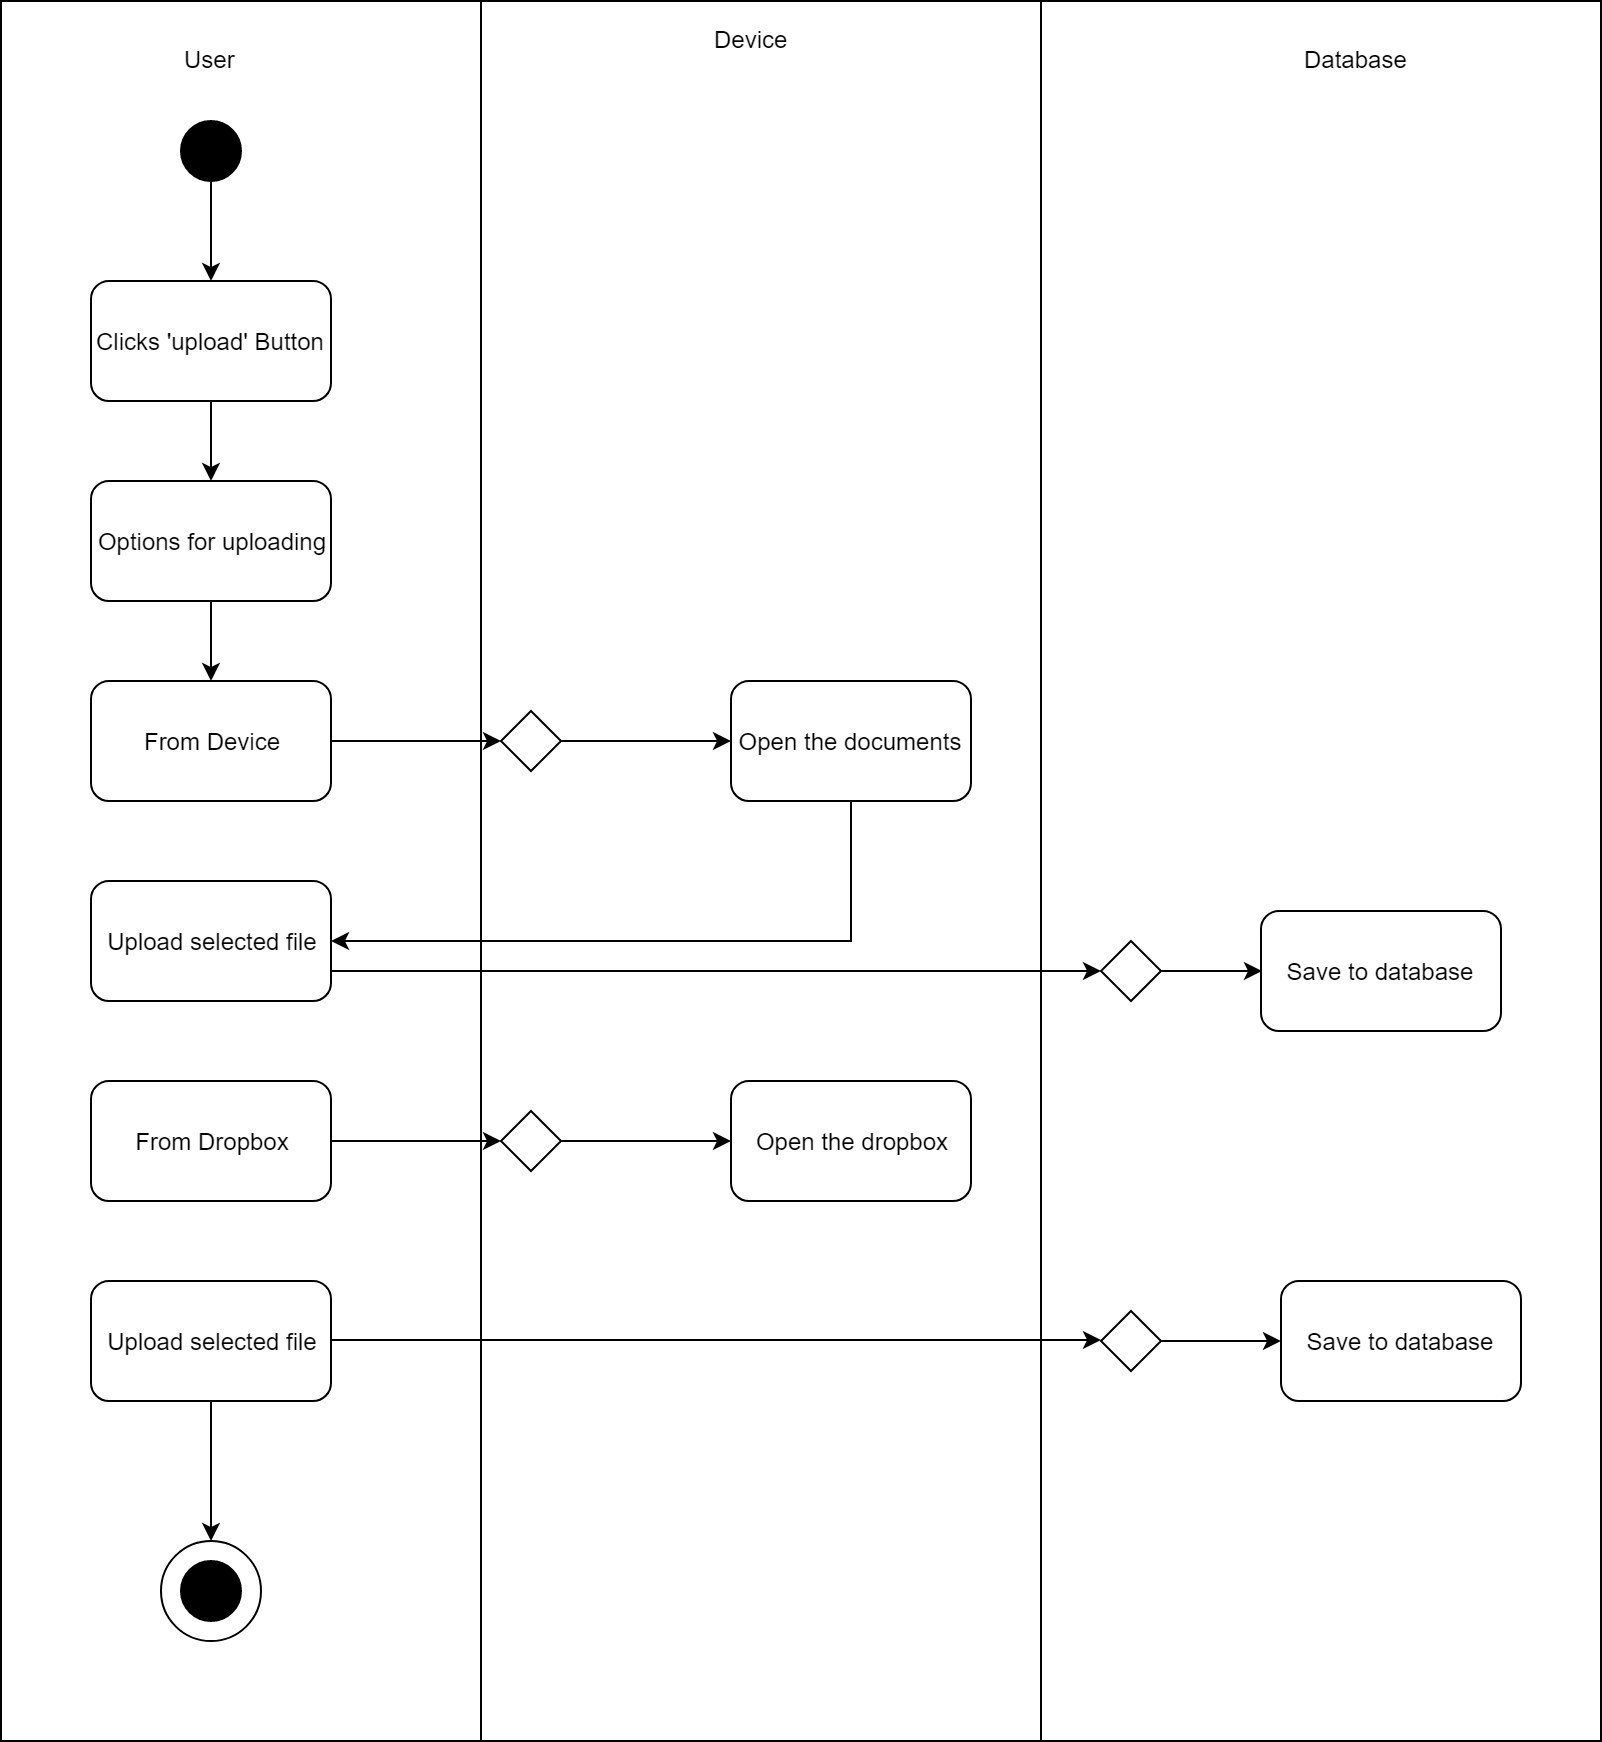 User
Device
Database
Clicks 'upload' Button
Options for uploading
From Device
Open the documents
Upload selected file
Save to database
From Dropbox
Open the dropbox
Upload selected file
Save to database